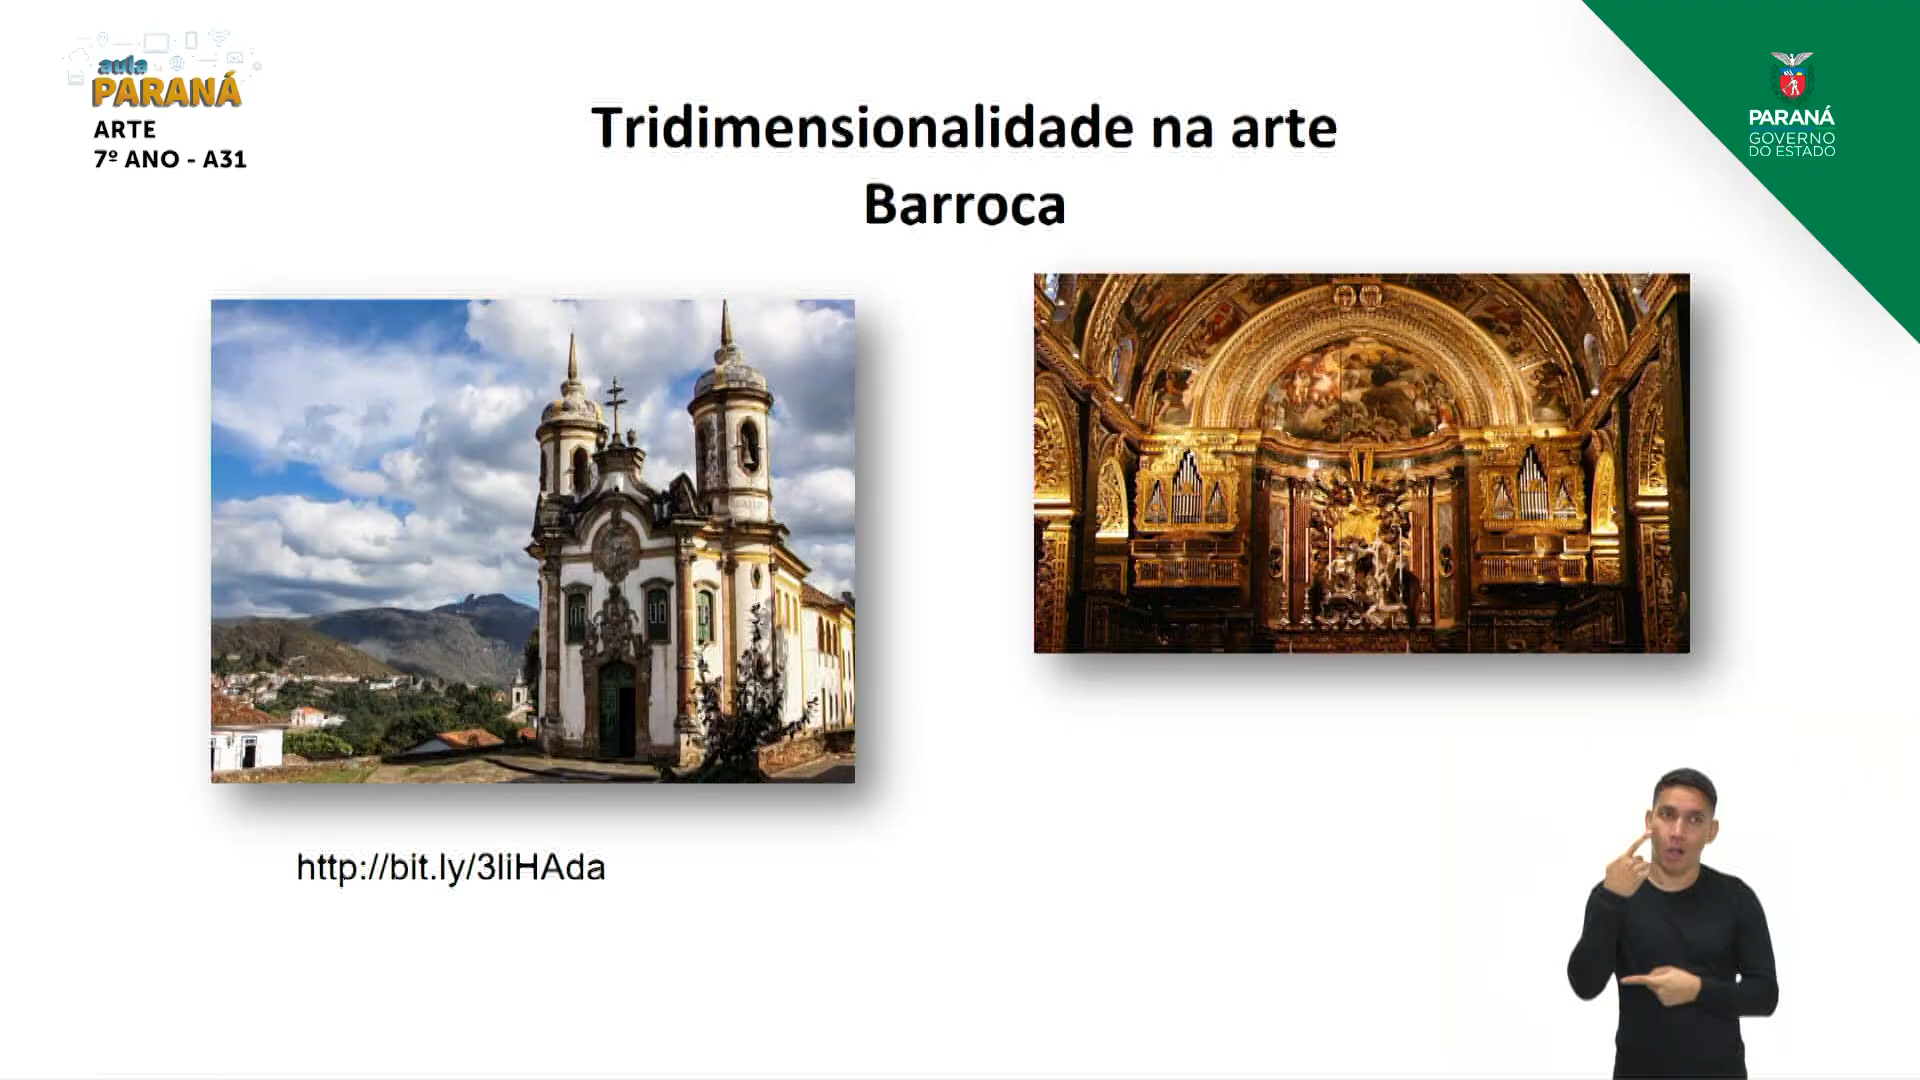 aula
PARANÁ
ARTE
7º ANO - A31
Tridimensionalidade na arte
Barroca
PARANÁ
GOVERNO
DO ESTADO
http://bit.ly/3liHAda